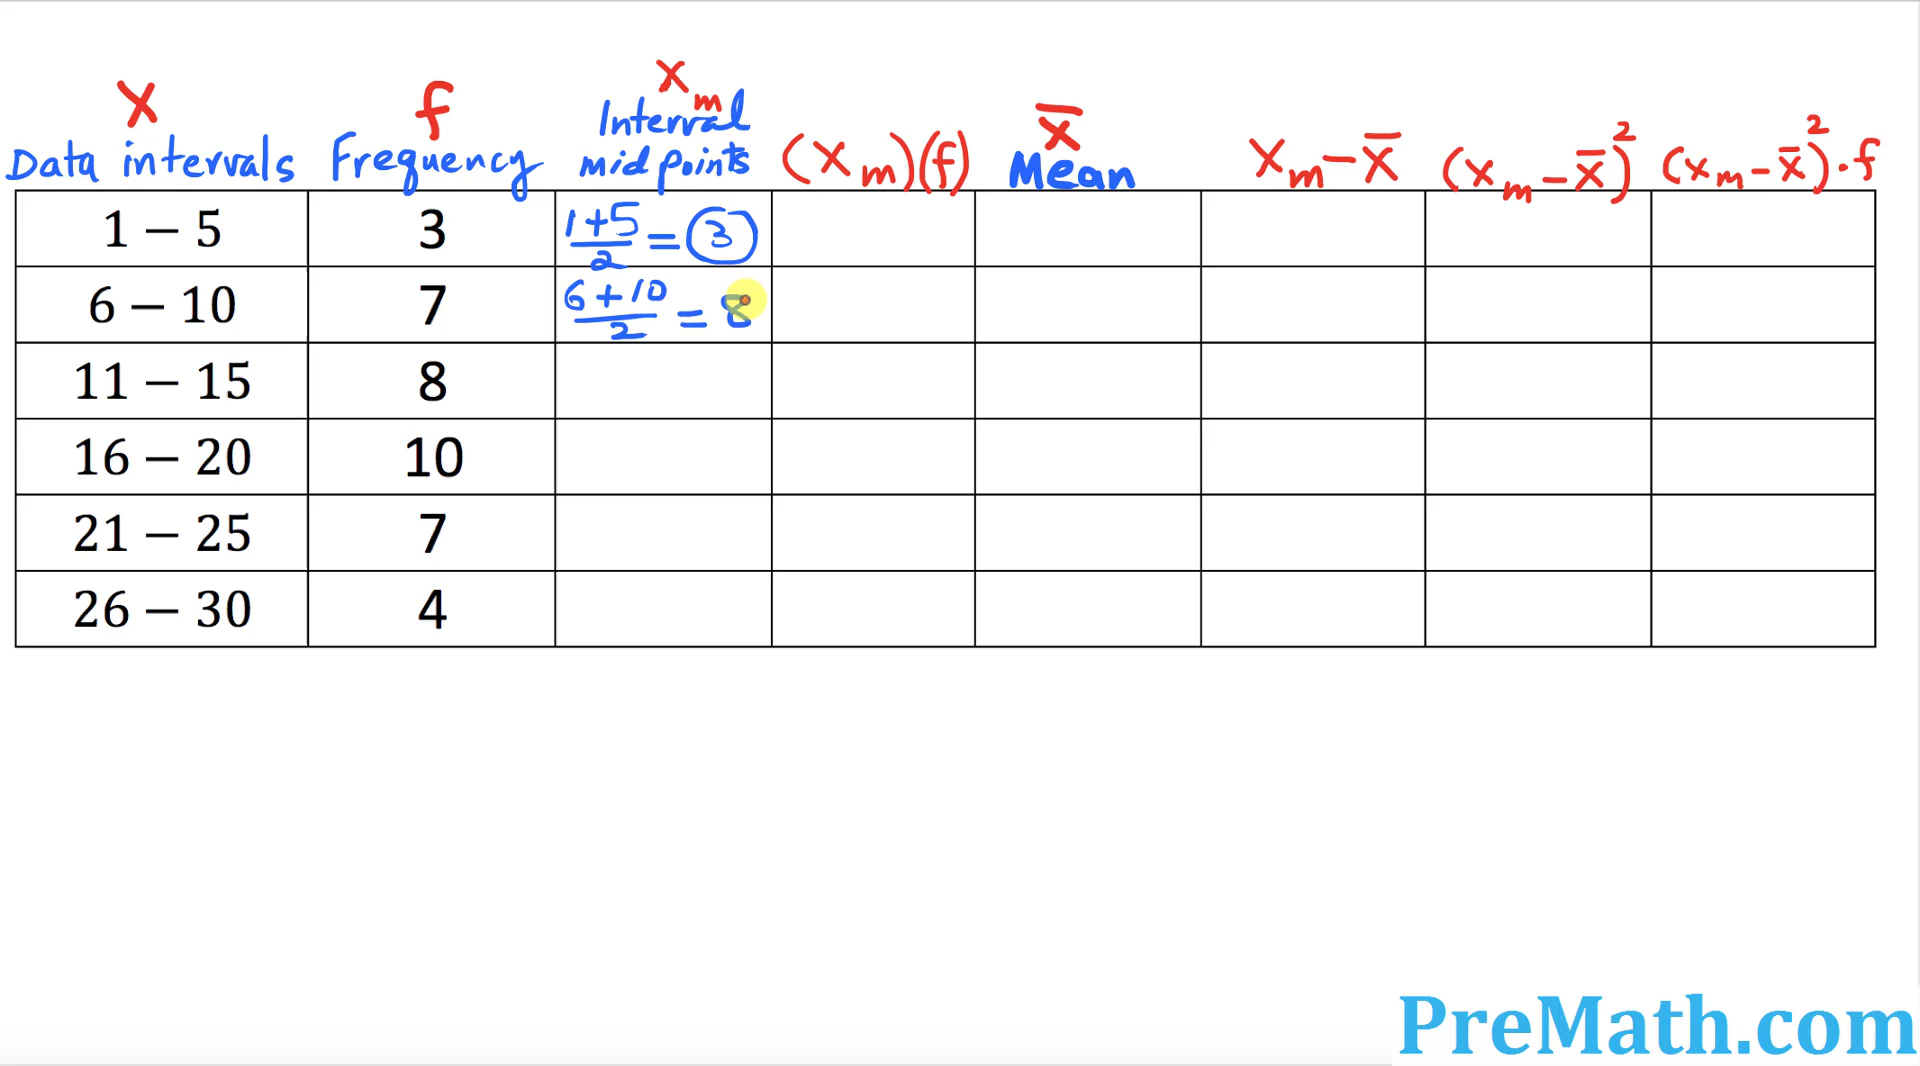 X f Xm x̄
Data intervals Frequency Interval mid points (Xm)(f) Mean Xm – x̄ (xm – x̄)² (xm – x̄)² · f
1 – 5 3 1+5/2 = 3
6 – 10 7 6+10/2 = 8
11 – 15 8
16 – 20 10
21 – 25 7
26 – 30 4
PreMath.com